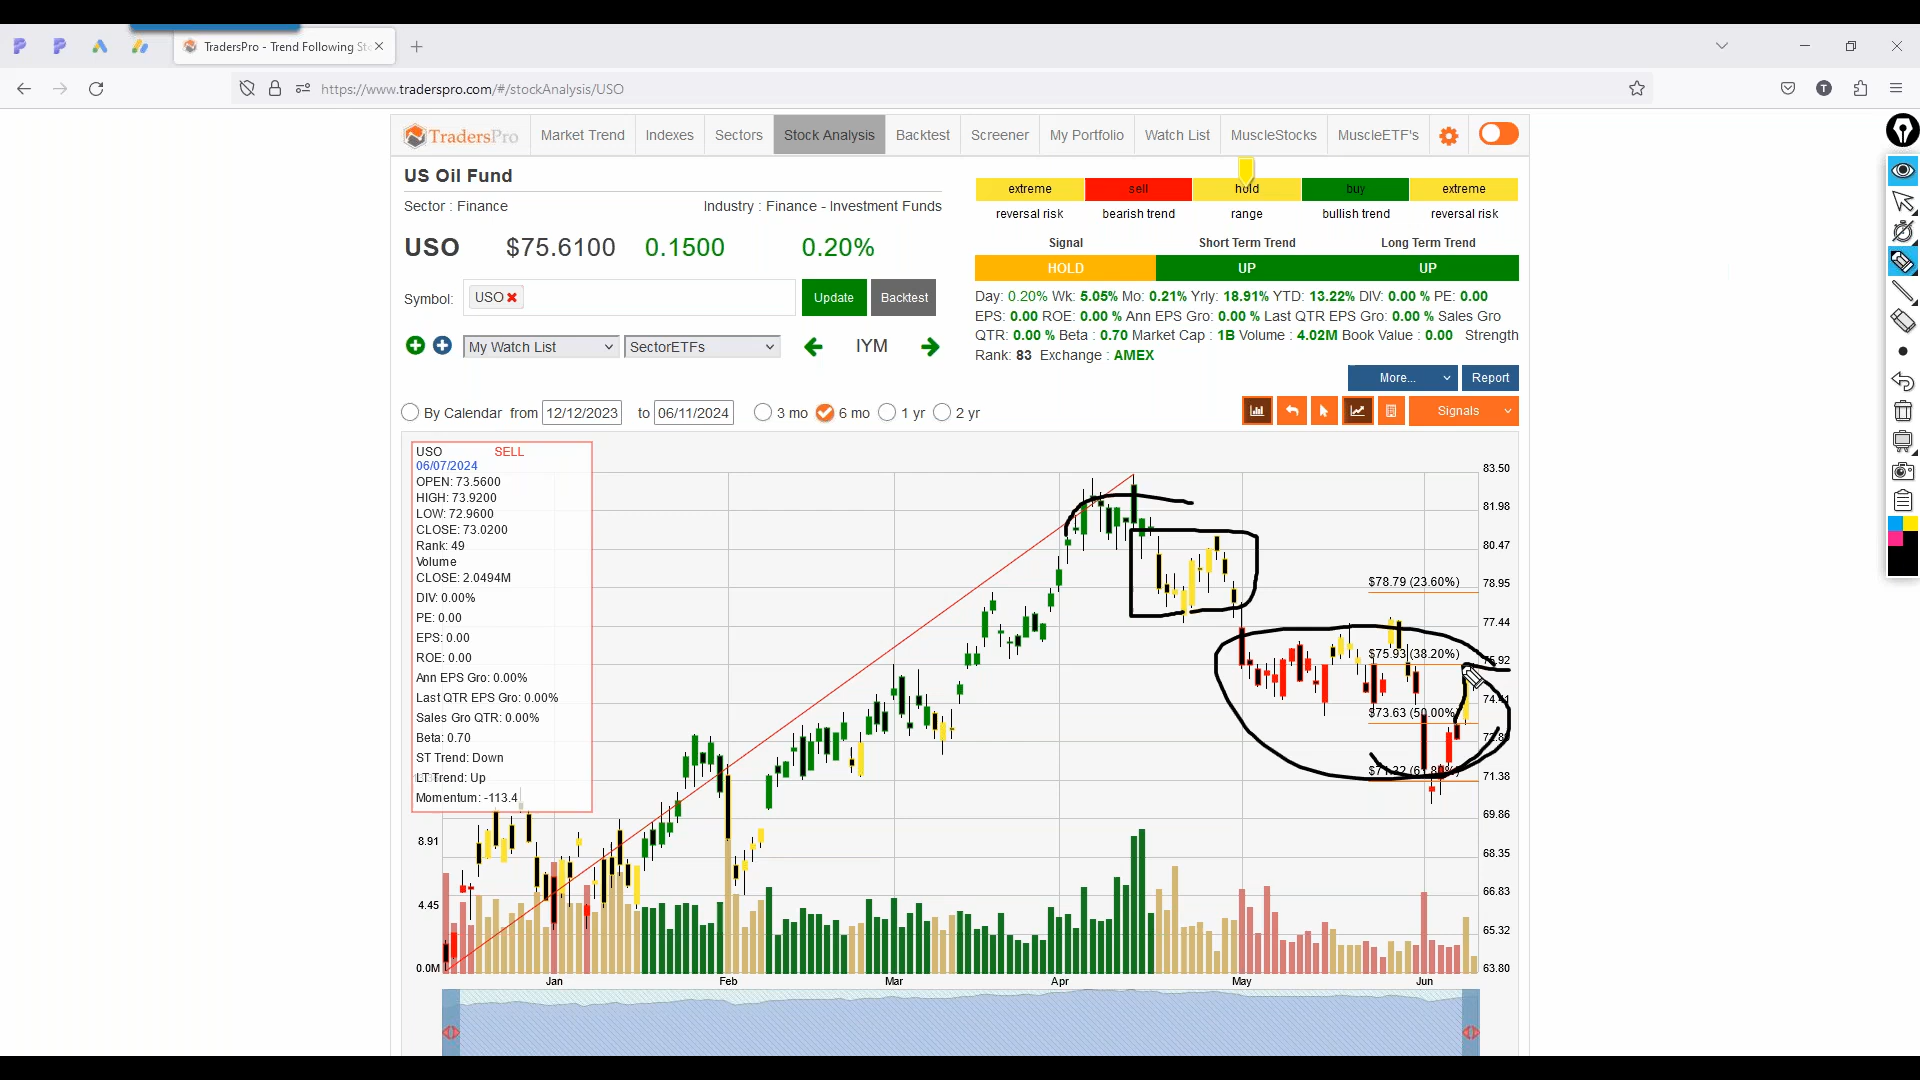 TradersPro - Trend Following Sto
https://www.traderspro.com/#/stockAnalysis/USO
T
TradersPro Market Trend Indexes Sectors Stock Analysis Backtest Screener My Portfolio Watch List MuscleStocks MuscleETF's
US Oil Fund
Sector : Finance Industry : Finance - Investment Funds
USO $75.6100 0.1500 0.20%
Symbol: USO Update Backtest
My Watch List SectorETFs IYM
extreme sell hold buy extreme
reversal risk bearish trend range bullish trend reversal risk
Signal Short Term Trend Long Term Trend
HOLD UP UP
Day: 0.20% Wk: 5.05% Mo: 0.21% Yrly: 18.91% YTD: 13.22% DIV: 0.00 % PE: 0.00
EPS: 0.00 ROE: 0.00 % Ann EPS Gro: 0.00 % Last QTR EPS Gro: 0.00 % Sales Gro
QTR: 0.00 % Beta : 0.70 Market Cap : 1B Volume : 4.02M Book Value : 0.00 Strength
Rank: 83 Exchange : AMEX
More... Report
By Calendar from 12/12/2023 to 06/11/2024 3 mo 6 mo 1 yr 2 yr
Signals
USO SELL
06/07/2024
OPEN: 73.5600
HIGH: 73.9200
LOW: 72.9600
CLOSE: 73.0200
Rank: 49
Volume
CLOSE: 2.0494M
DIV: 0.00%
PE: 0.00
EPS: 0.00
ROE: 0.00
Ann EPS Gro: 0.00%
Last QTR EPS Gro: 0.00%
Sales Gro QTR: 0.00%
Beta: 0.70
ST Trend: Down
LT Trend: Up
Momentum: -113.4
8.91
4.45
0.0M
83.50
81.98
80.47
78.95
$78.79 (23.60%)
77.44
$75.93 (38.20%)
75.92
74.41
$73.63 (50.00%)
71.38
69.86
68.35
66.83
65.32
63.80
Jan Feb Mar Apr May Jun